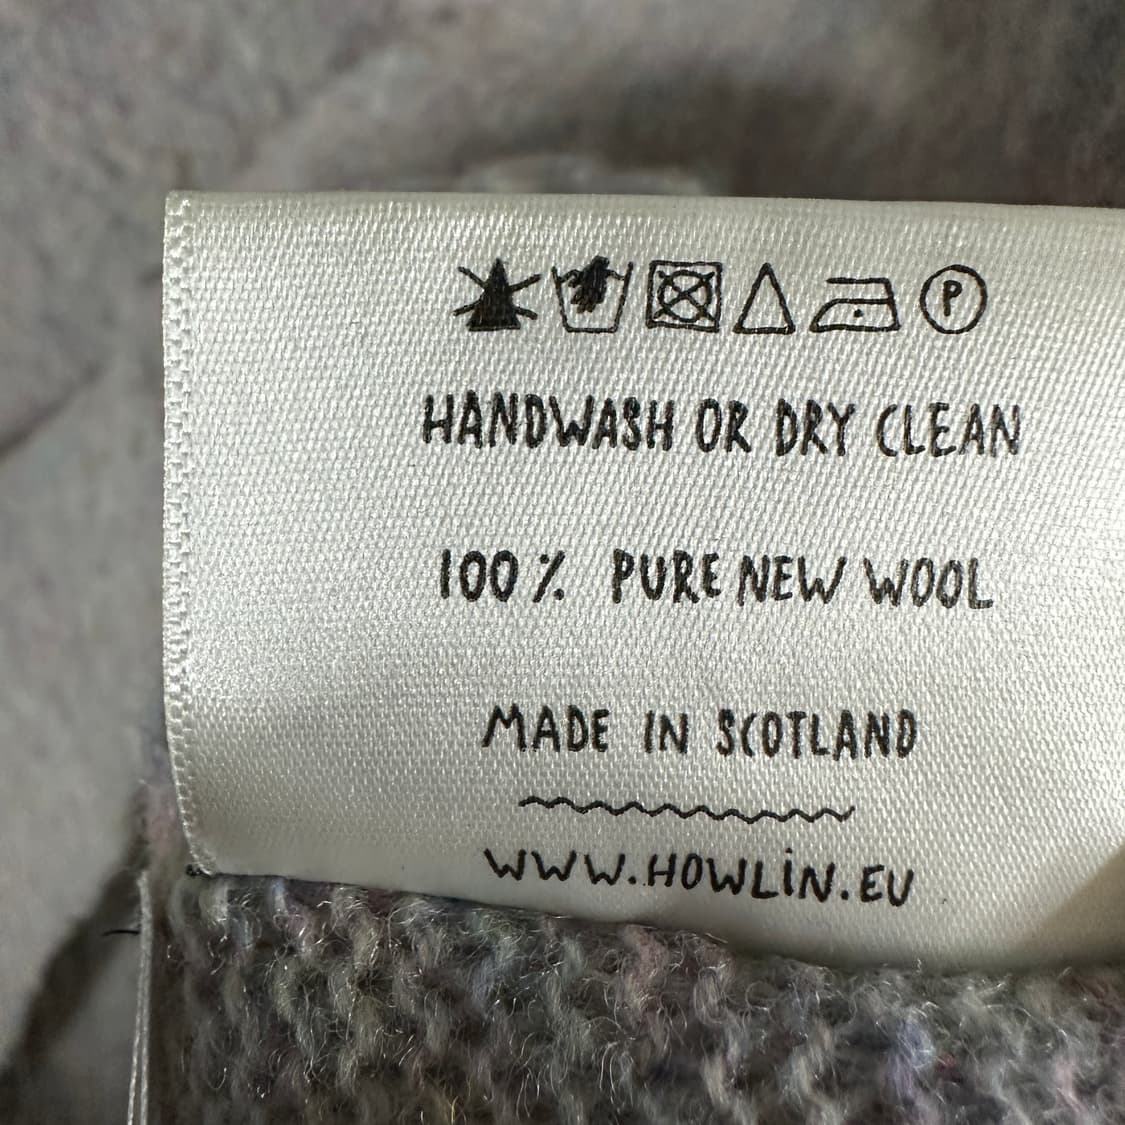 P
HANDWASH OR DRY CLEAN
100% PURE NEW WOOL
MADE IN SCOTLAND
WWW.HOWLIN.EU